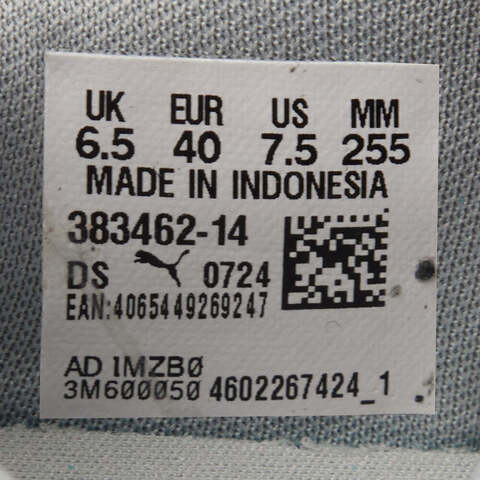 UK EUR US MM
6.5 40 7.5 255
MADE IN INDONESIA
383462-14
DS 0724
EAN:4065449269247
AD 1MZBØ
3M600050 4602267424_1